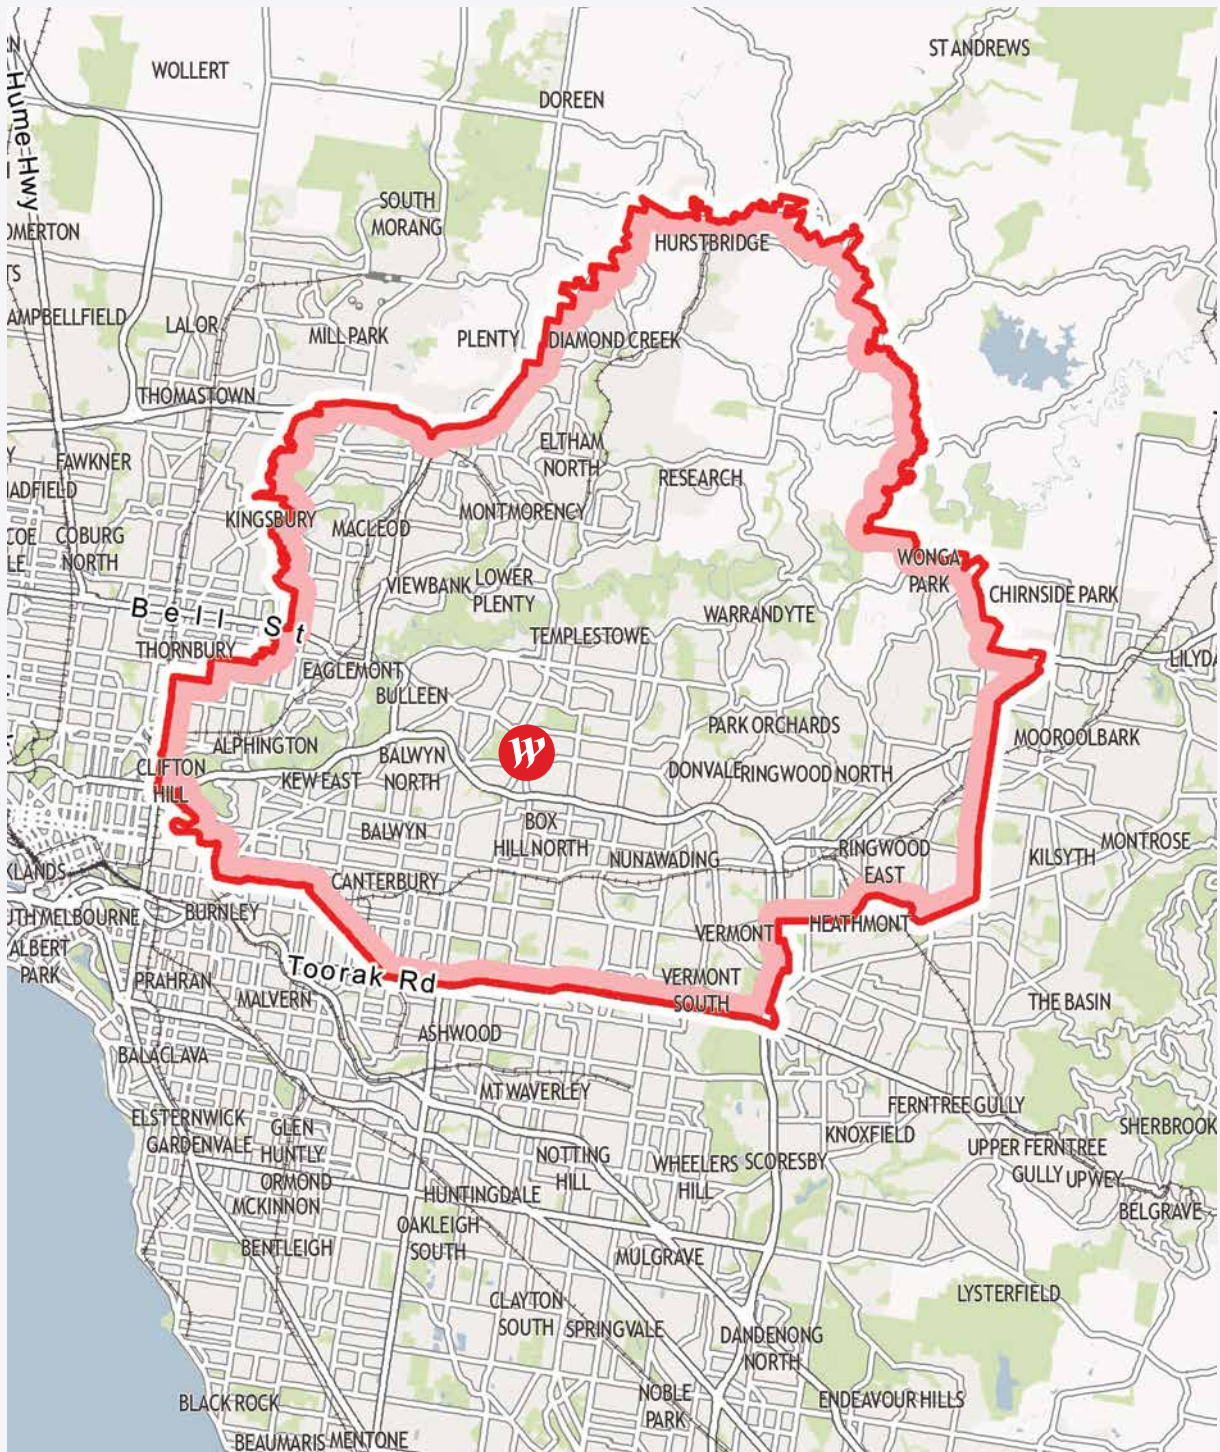 ST ANDREWS
WOLLERT
DOREEN
Hume Hwy
SOUTH
MORANG
OMERTON
HURSTBRIDGE
TS
AMPBELLFIELD
LALOR
MILL PARK
PLENTY
DIAMOND CREEK
THOMASTOWN
ELTHAM
NORTH
FAWKNER
RESEARCH
ADFIELD
KINGSBURY
MACLEOD
MONTMORENCY
COE
LE
COBURG
NORTH
WONGA
PARK
VIEWBANK
LOWER
PLENTY
CHIRNSIDE PARK
Bell St
WARRANDYTE
TEMPLESTOWE
THORNBURY
LILYDA
EAGLEMONT
BULLEEN
PARK ORCHARDS
MOOROOLBARK
ALPHINGTON
W
BALWYN
NORTH
CLIFTON
HILL
KEW EAST
DONVALE
RINGWOOD NORTH
BALWYN
BOX
HILL NORTH
NUNAWADING
RINGWOOD
EAST
KILSYTH
MONTROSE
KLANDS
CANTERBURY
UTH MELBOURNE
BURNLEY
VERMONT
HEATHMONT
ALBERT
PARK
PRAHRAN
Toorak Rd
VERMONT
SOUTH
MALVERN
THE BASIN
ASHWOOD
BALACLAVA
MT WAVERLEY
FERNTREE GULLY
ELSTERNWICK
GLEN
HUNTLY
GARDENVALE
KNOXFIELD
SHERBROOK
UPPER FERNTREE
GULLY
NOTTING
HILL
WHEELERS
HILL
SCORESBY
UPWEY
ORMOND
MCKINNON
HUNTINGDALE
BELGRAVE
OAKLEIGH
SOUTH
BENTLEIGH
MULGRAVE
LYSTERFIELD
CLAYTON
SOUTH
SPRINGVALE
DANDENONG
NORTH
BLACK ROCK
NOBLE
PARK
ENDEAVOUR HILLS
BEAUMARIS
MENTONE